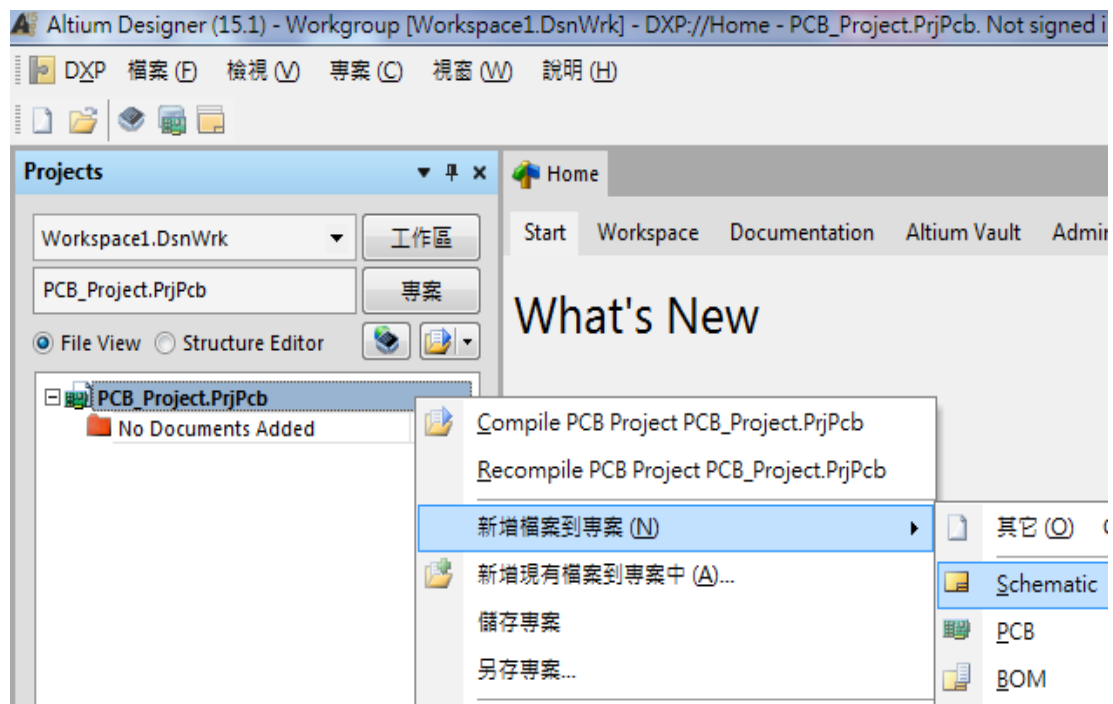 Altium Designer (15.1) - Workgroup [Workspace1.DsnWrk] - DXP://Home - PCB_Project.PrjPcb. Not signed i
DXP 檔案 (F) 檢視 (V) 專案 (C) 視窗 (W) 說明 (H)
Projects
Home
Workspace1.DsnWrk 工作區
Start Workspace Documentation Altium Vault Admin
PCB_Project.PrjPcb 專案
What's New
File View Structure Editor
PCB_Project.PrjPcb
No Documents Added
Compile PCB Project PCB_Project.PrjPcb
Recompile PCB Project PCB_Project.PrjPcb
新增檔案到專案 (N)
其它 (O)
新增現有檔案到專案中 (A)...
Schematic
儲存專案
PCB
另存專案...
BOM